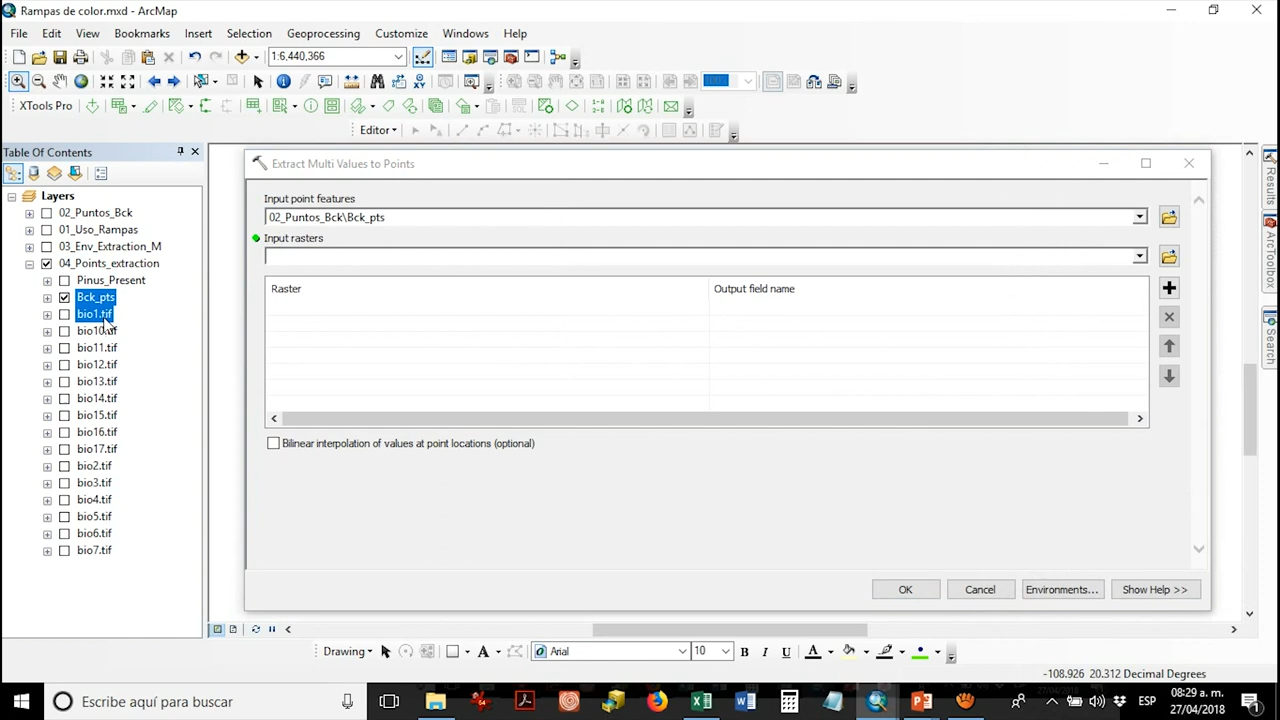 Rampas de color.mxd - ArcMap
File Edit View Bookmarks Insert Selection Geoprocessing Customize Windows Help
1:6,440,366
XTools Pro
Editor
Table Of Contents
Layers
02_Puntos_Bck
01_Uso_Rampas
03_Env_Extraction_M
04_Points_extraction
Pinus_Present
Bck_pts
bio1.tif
bio10.tif
bio11.tif
bio12.tif
bio13.tif
bio14.tif
bio15.tif
bio16.tif
bio17.tif
bio2.tif
bio3.tif
bio4.tif
bio5.tif
bio6.tif
bio7.tif
Extract Multi Values to Points
Input point features
02_Puntos_Bck\Bck_pts
Input rasters
Raster Output field name
Bilinear interpolation of values at point locations (optional)
OK Cancel Environments... Show Help >>
Results
ArcToolbox
Search
Drawing A Arial 10 B I U A
-108.926 20.312 Decimal Degrees
Escribe aquí para buscar
ESP
08:29 a. m.
27/04/2018